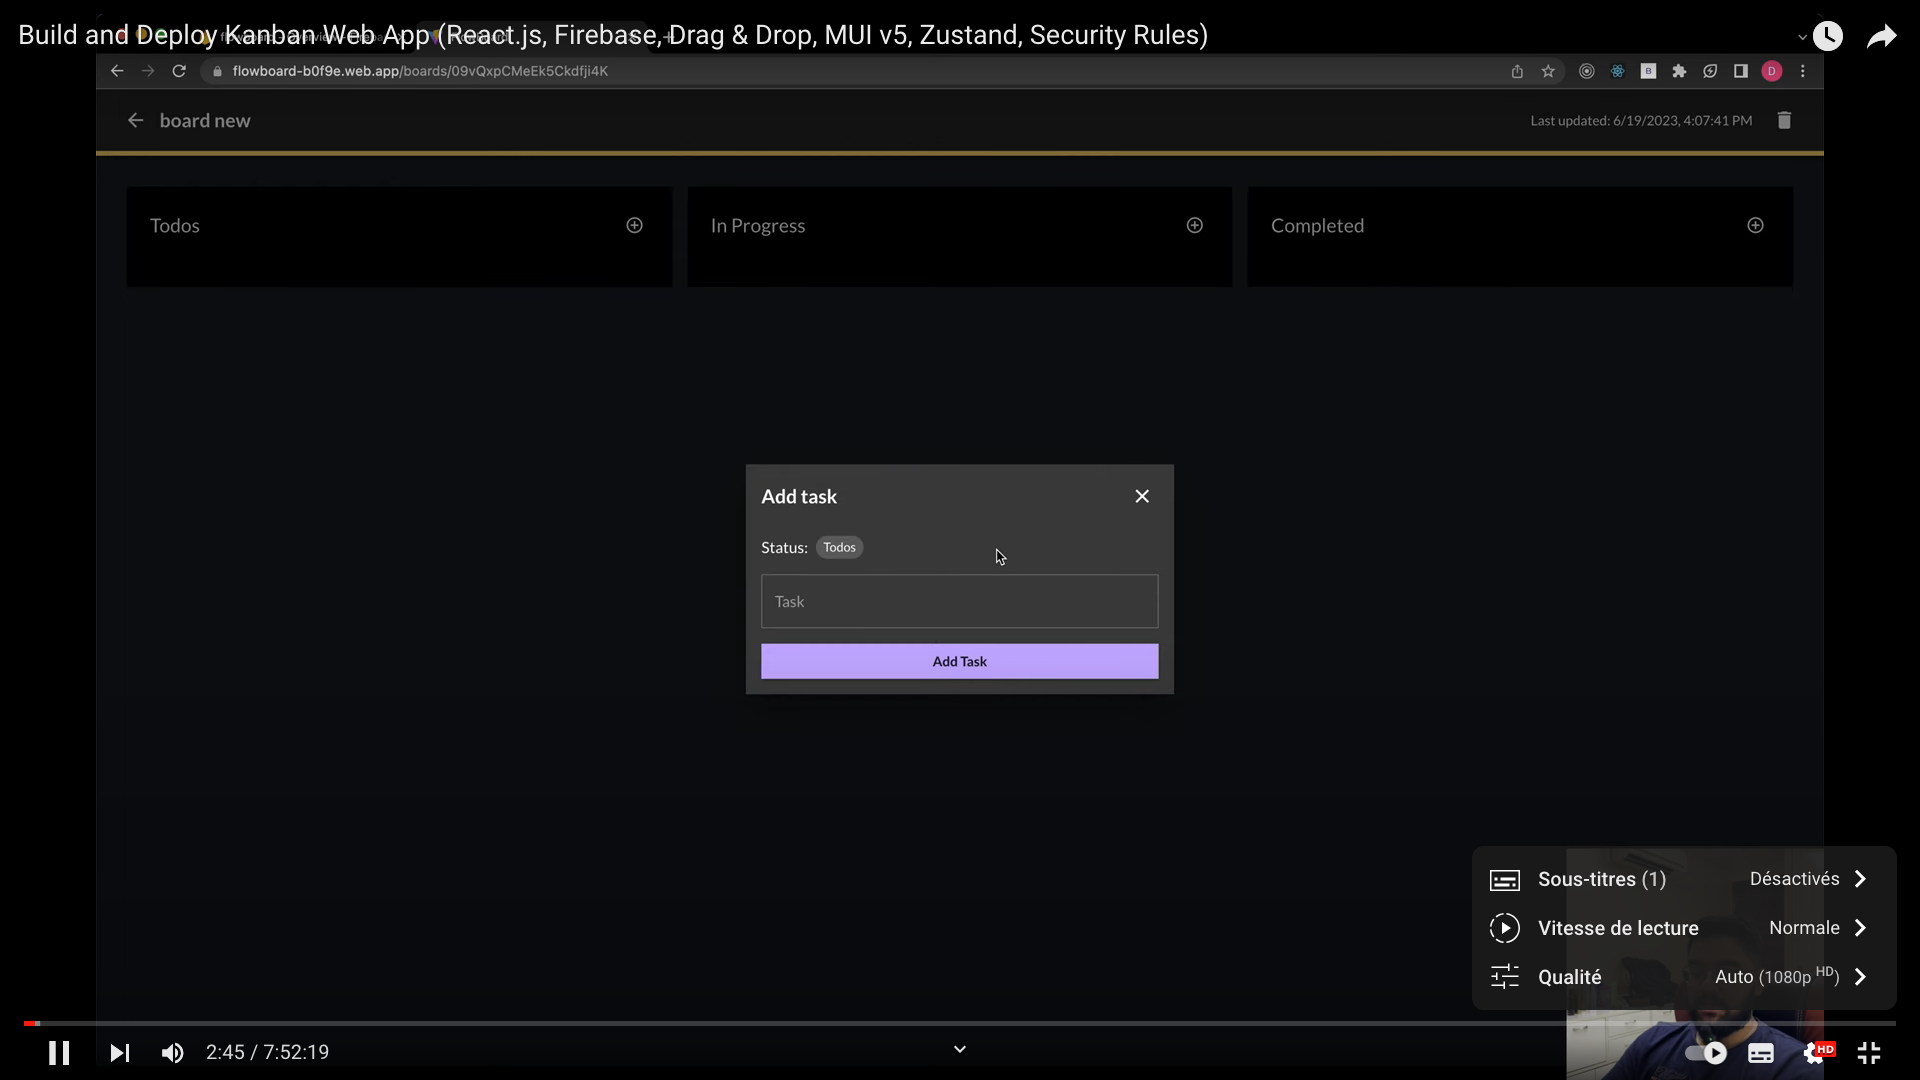 Build and Deploy Kanban Web App (React.js, Firebase, Drag & Drop, MUI v5, Zustand, Security Rules)
flowboard-b0f9e.web.app/boards/09vQxpCMeEk5Ckdfji4K
B
D
board new
Last updated: 6/19/2023, 4:07:41 PM
Todos
In Progress
Completed
Add task
Status: Todos
Task
Add Task
Sous-titres (1) Désactivés
Vitesse de lecture Normale
Qualité Auto (1080p HD)
2:45 / 7:52:19
HD